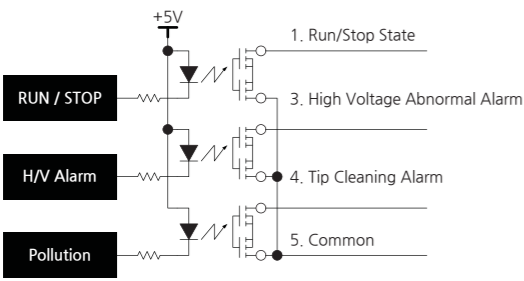 +5V
1. Run/Stop State
RUN / STOP
3. High Voltage Abnormal Alarm
H/V Alarm
4. Tip Cleaning Alarm
5. Common
Pollution